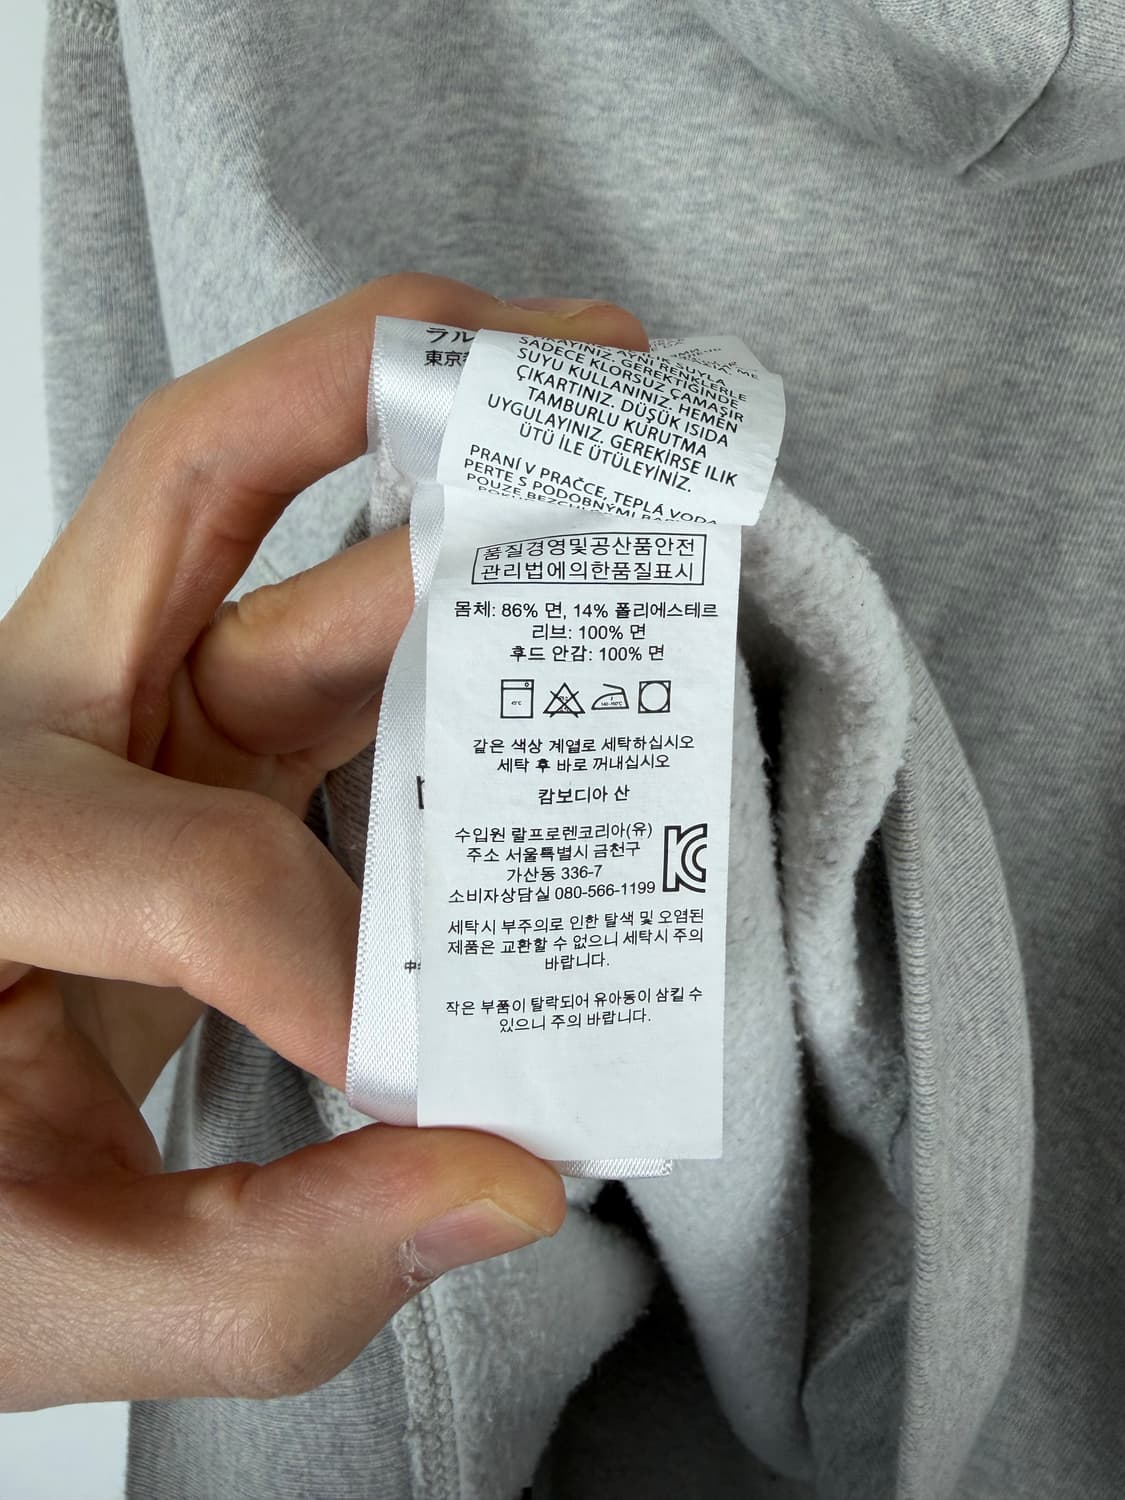 ラル
東京
SADECE KLORSUZ ÇAMAŞIR
SUYU KULLANINIZ. HEMEN
ÇIKARTINIZ. DÜŞÜK ISIDA
TAMBURLU KURUTMA
UYGULAYINIZ. GEREKİRSE ILIK
ÜTÜ İLE ÜTÜLEYİNİZ.
PRANÍ V PRAČCE, TEPLÁ VODA
PERTE S PODOBNÝMI
POUZE
품질경영및공산품안전
관리법에의한품질표시
몸체: 86% 면, 14% 폴리에스테르
리브: 100% 면
후드 안감: 100% 면
같은 색상 계열로 세탁하십시오
세탁 후 바로 꺼내십시오
캄보디아 산
수입원 랄프로렌코리아(유)
주소 서울특별시 금천구
가산동 336-7
소비자상담실 080-566-1199
세탁시 부주의로 인한 탈색 및 오염된
제품은 교환할 수 없으니 세탁시 주의
바랍니다.
작은 부품이 탈락되어 유아동이 삼킬 수
있으니 주의 바랍니다.